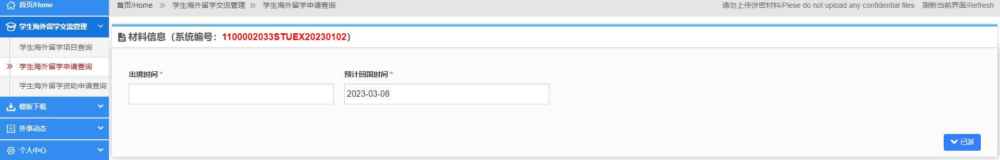 首页/Home
学生海外留学交流管理
学生海外留学项目查询
学生海外留学申请查询
学生海外留学资助申请查询
模板下载
外事动态
个人中心
首页/Home » 学生海外留学交流管理 » 学生海外留学申请查询
请勿上传涉密材料/Plese do not upload any confidential files 刷新当前界面/Refresh
材料信息（系统编号：1100002033STUEX20230102）
出境时间 *
预计回国时间 *
2023-03-08
已派